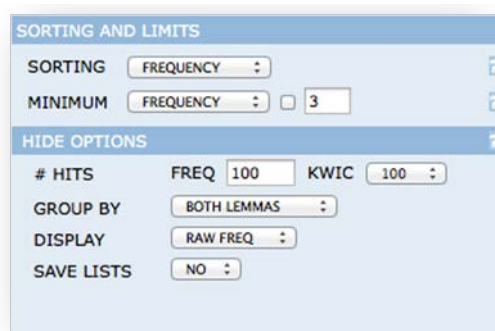 SORTING AND LIMITS
SORTING FREQUENCY
MINIMUM FREQUENCY 3
HIDE OPTIONS
# HITS FREQ 100 KWIC 100
GROUP BY BOTH LEMMAS
DISPLAY RAW FREQ
SAVE LISTS NO